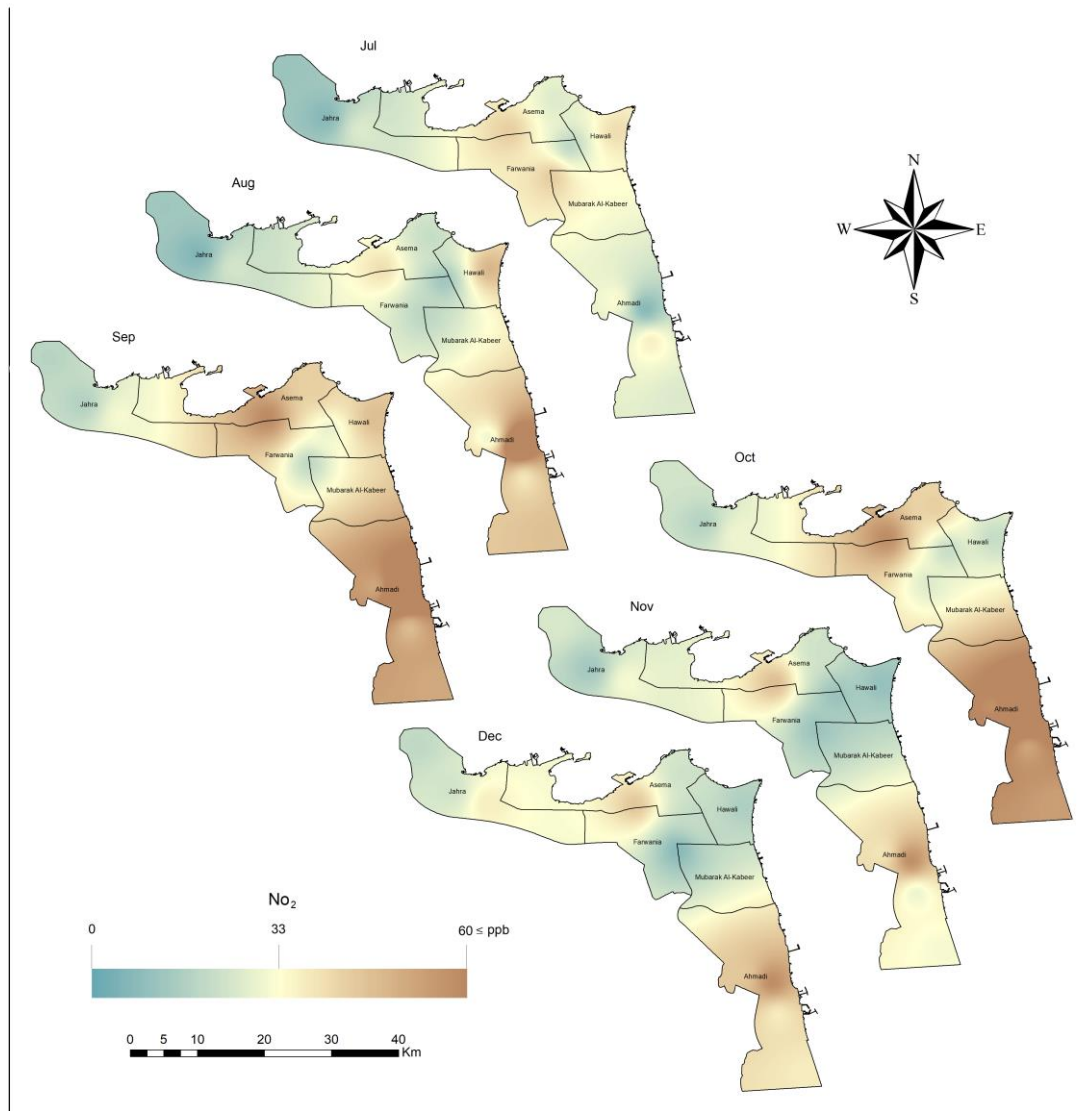 Jul
Jahra
Asema
Hawali
Farwania
Mubarak Al-Kabeer
Ahmadi
N
W
E
S
Aug
Jahra
Asema
Hawali
Farwania
Mubarak Al-Kabeer
Ahmadi
Sep
Jahra
Asema
Hawali
Farwania
Mubarak Al-Kabeer
Ahmadi
Oct
Jahra
Asema
Hawali
Farwania
Mubarak Al-Kabeer
Ahmadi
Nov
Jahra
Asema
Hawali
Farwania
Mubarak Al-Kabeer
Ahmadi
Dec
Jahra
Asema
Hawali
Farwania
Mubarak Al-Kabeer
Ahmadi
No₂
0 33 60 ≤ ppb
0 5 10 20 30 40
Km